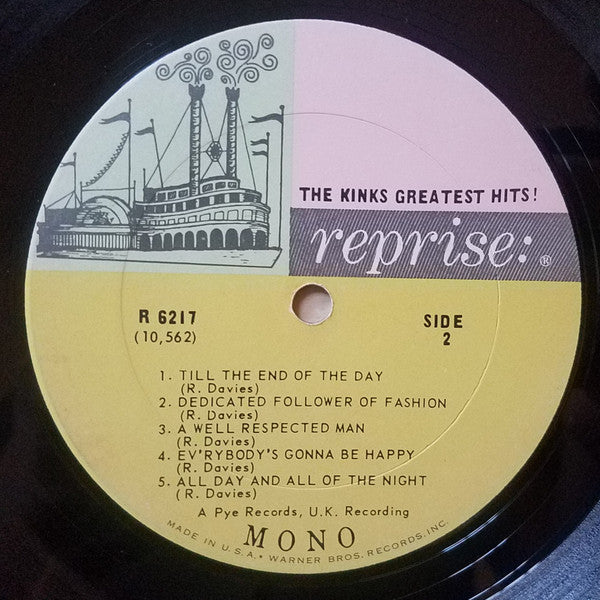 THE KINKS GREATEST HITS!
reprise: ®
R 6217
(10,562)
SIDE
2
1. TILL THE END OF THE DAY
(R. Davies)
2. DEDICATED FOLLOWER OF FASHION
(R. Davies)
3. A WELL RESPECTED MAN
(R. Davies)
4. EV'RYBODY'S GONNA BE HAPPY
(R. Davies)
5. ALL DAY AND ALL OF THE NIGHT
(R. Davies)
A Pye Records, U.K. Recording
MONO
MADE IN U.S.A. • WARNER BROS. RECORDS, INC.